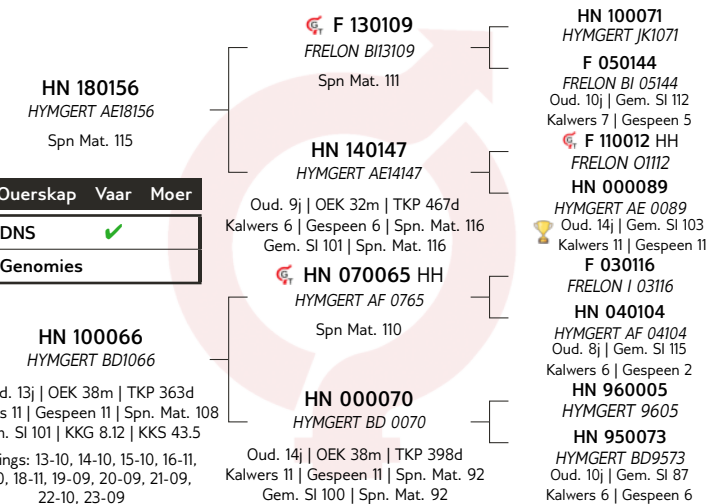 HN 180156
HYMGERT AE18156
Spn Mat. 115
Ouerskap Vaar Moer
DNS ✔
Genomies
HN 100066
HYMGERT BD1066
d. 13j | OEK 38m | TKP 363d
s 11 | Gespeen 11 | Spn. Mat. 108
. SI 101 | KKG 8.12 | KKS 43.5
ings: 13-10, 14-10, 15-10, 16-11,
, 18-11, 19-09, 20-09, 21-09,
22-10, 23-09
F 130109
FRELON BI13109
Spn Mat. 111
HN 140147
HYMGERT AE14147
Oud. 9j | OEK 32m | TKP 467d
Kalwers 6 | Gespeen 6 | Spn. Mat. 116
Gem. SI 101 | Spn. Mat. 116
HN 070065 HH
HYMGERT AF 0765
Spn Mat. 110
HN 000070
HYMGERT BD 0070
Oud. 14j | OEK 38m | TKP 398d
Kalwers 11 | Gespeen 11 | Spn. Mat. 92
Gem. SI 100 | Spn. Mat. 92
HN 100071
HYMGERT JK1071
F 050144
FRELON BI 05144
Oud. 10j | Gem. SI 112
Kalwers 7 | Gespeen 5
F 110012 HH
FRELON O1112
HN 000089
HYMGERT AE 0089
Oud. 14j | Gem. SI 103
Kalwers 11 | Gespeen 11
F 030116
FRELON I 03116
HN 040104
HYMGERT AF 04104
Oud. 8j | Gem. SI 115
Kalwers 6 | Gespeen 2
HN 960005
HYMGERT 9605
HN 950073
HYMGERT BD9573
Oud. 10j | Gem. SI 87
Kalwers 6 | Gespeen 6